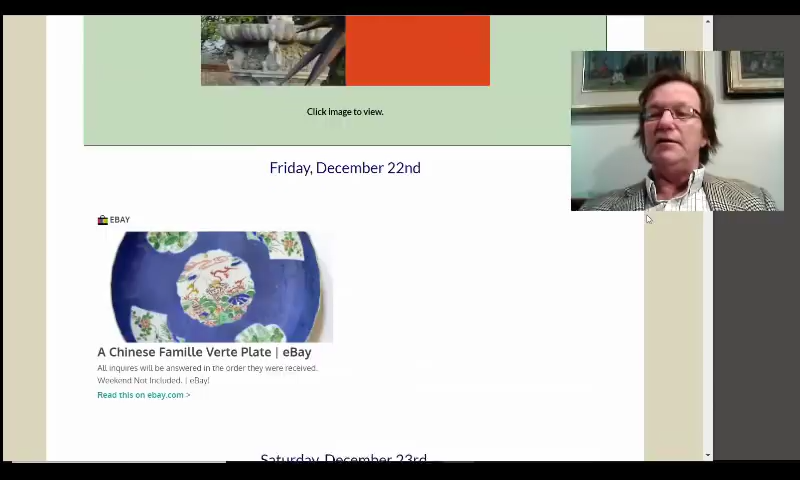 Click image to view.
Friday, December 22nd
EBAY
A Chinese Famille Verte Plate | eBay
All inquires will be answered in the order they were received.
Weekend Not Included. | eBay!
Read this on ebay.com >
Saturday, December 23rd